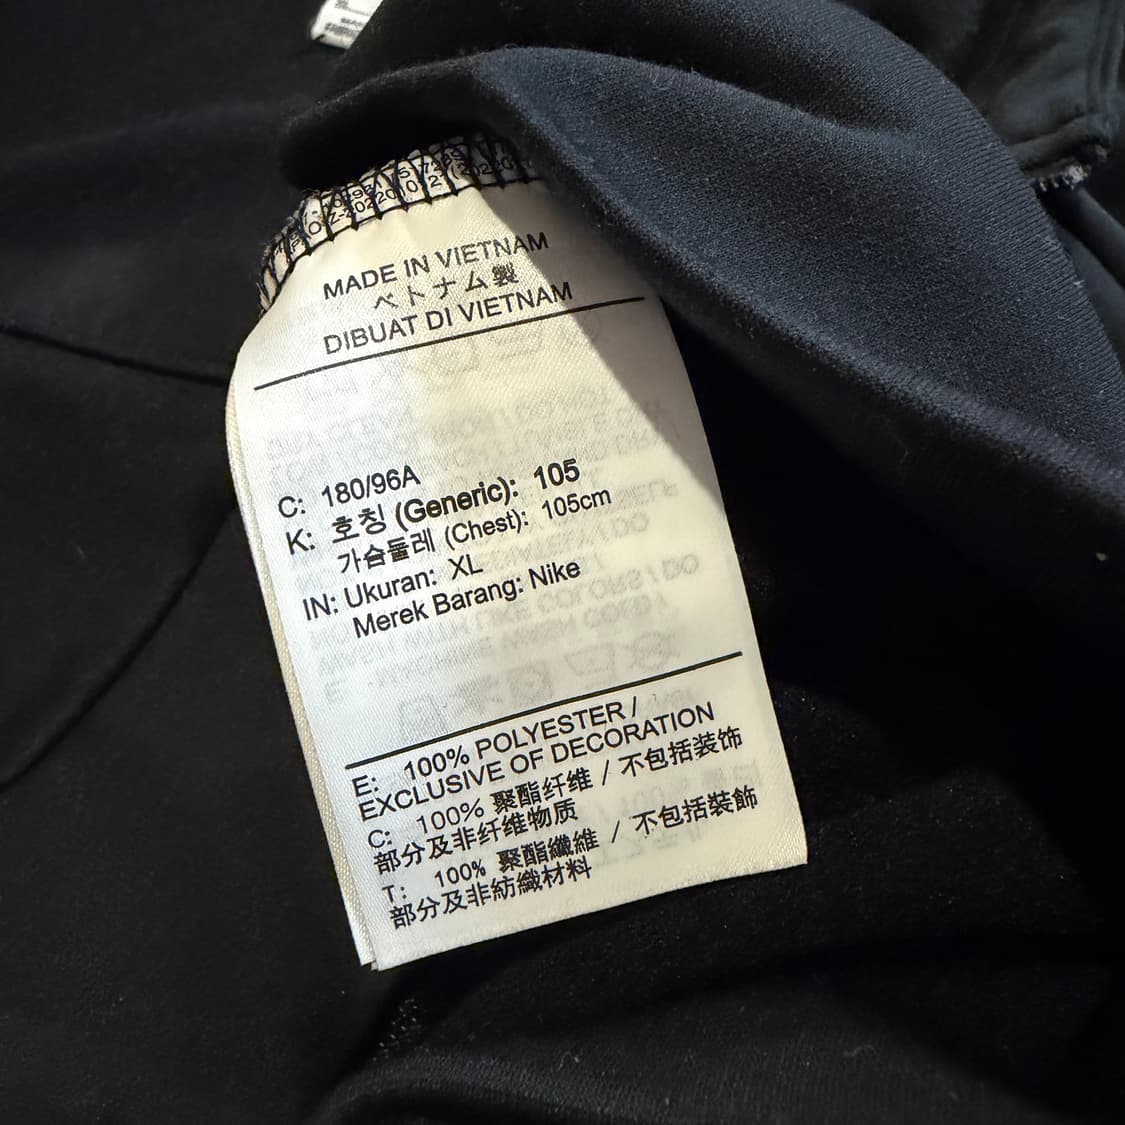 MADE IN VIETNAM
ベトナム製
DIBUAT DI VIETNAM
C: 180/96A
K: 호칭 (Generic): 105
가슴둘레 (Chest): 105cm
IN: Ukuran: XL
Merek Barang: Nike
E: 100% POLYESTER /
EXCLUSIVE OF DECORATION
C: 100% 聚酯纤维 / 不包括装饰
部分及非纤维物质
T: 100% 聚酯纖維 / 不包括裝飾
部分及非紡織材料